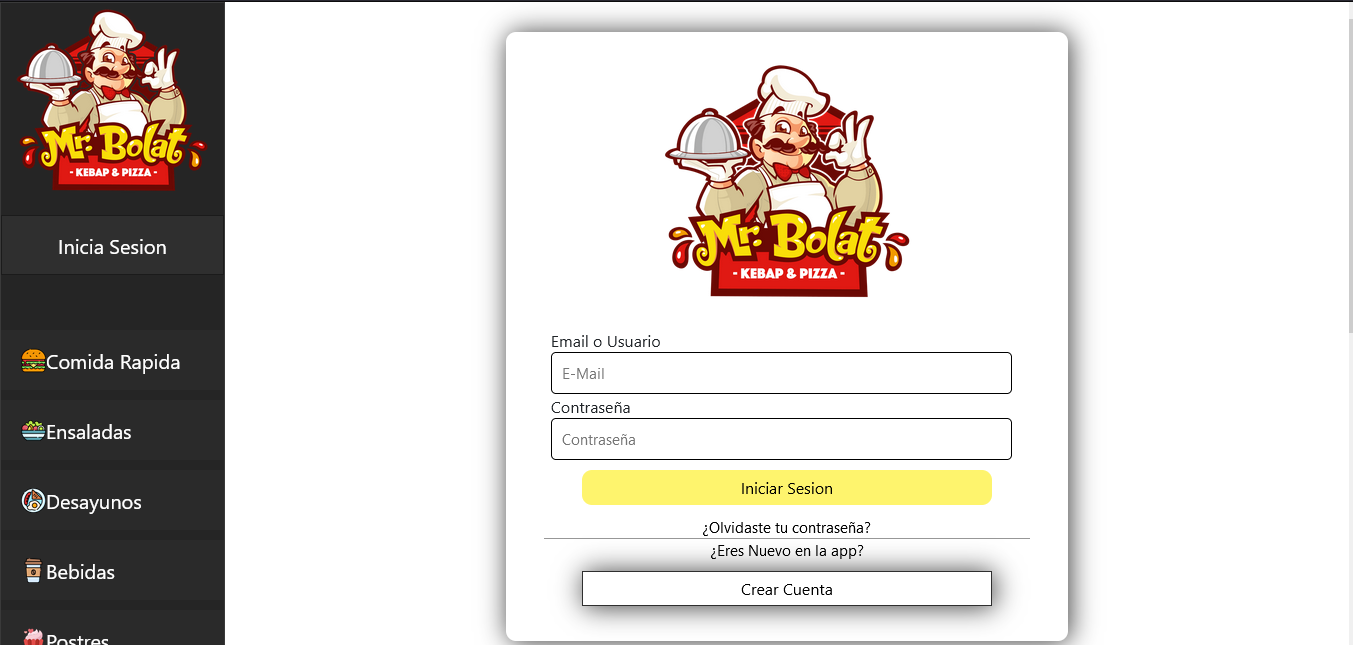 Mr. Bolat
- KEBAP & PIZZA -
Inicia Sesion
Comida Rapida
Ensaladas
Desayunos
Bebidas
Postres
Mr. Bolat
- KEBAP & PIZZA -
Email o Usuario
E-Mail
Contraseña
Contraseña
Iniciar Sesion
¿Olvidaste tu contraseña?
¿Eres Nuevo en la app?
Crear Cuenta